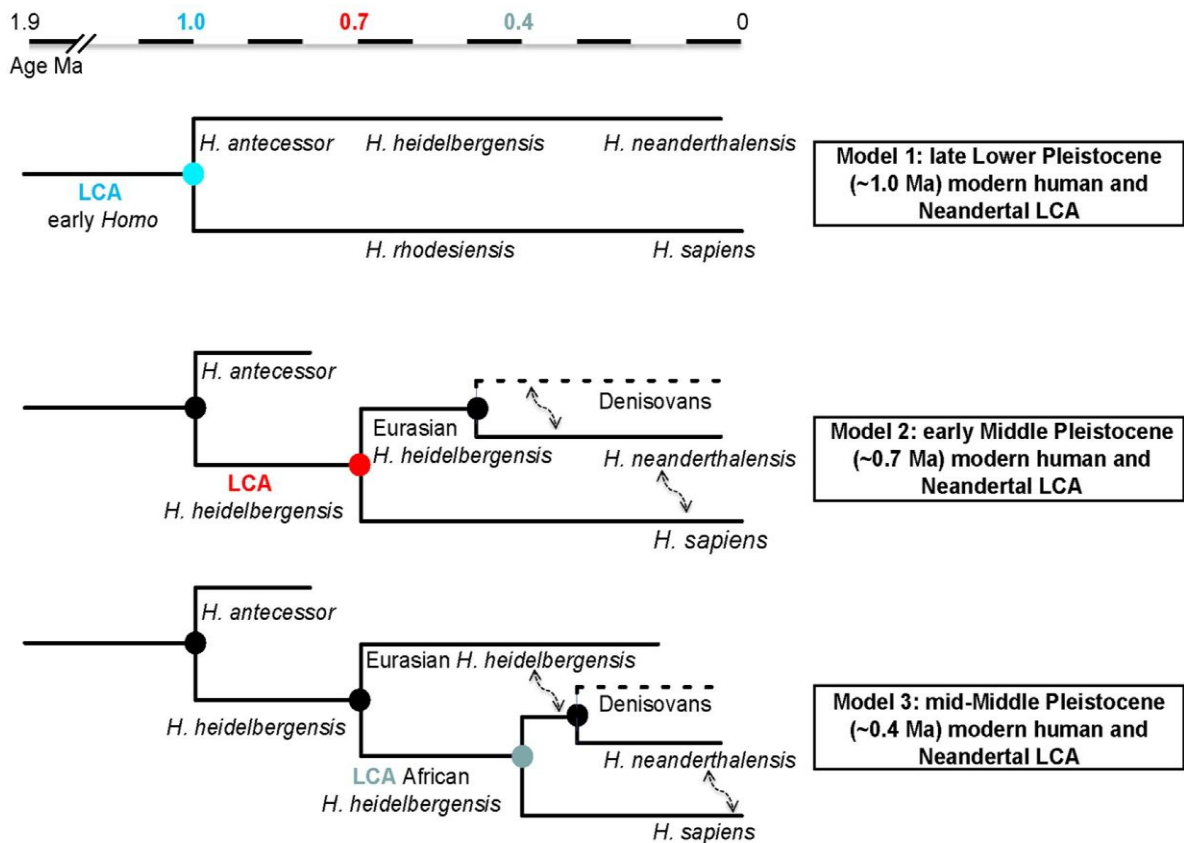 1.9 1.0 0.7 0.4 0
Age Ma
H. antecessor H. heidelbergensis H. neanderthalensis
LCA
early Homo
H. rhodesiensis H. sapiens
Model 1: late Lower Pleistocene
(~1.0 Ma) modern human and
Neandertal LCA
H. antecessor
Denisovans
Eurasian
H. heidelbergensis
H. neanderthalensis
LCA
H. heidelbergensis
H. sapiens
Model 2: early Middle Pleistocene
(~0.7 Ma) modern human and
Neandertal LCA
H. antecessor
Eurasian H. heidelbergensis
Denisovans
H. heidelbergensis
H. neanderthalensis
LCA African
H. heidelbergensis
H. sapiens
Model 3: mid-Middle Pleistocene
(~0.4 Ma) modern human and
Neandertal LCA